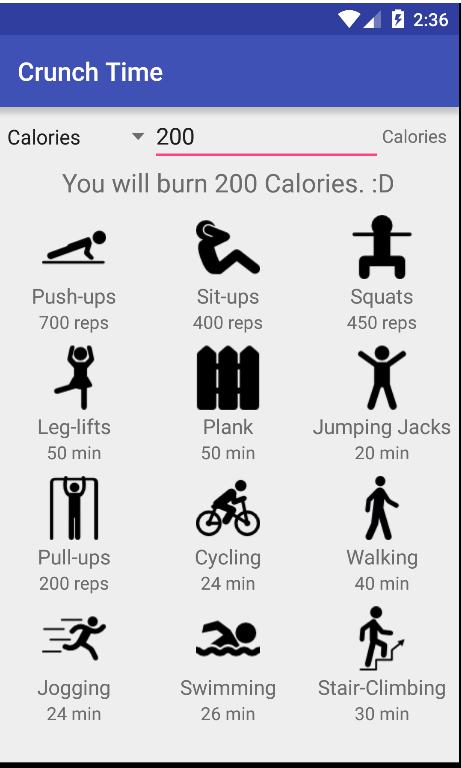 2:36
Crunch Time
Calories 200 Calories
You will burn 200 Calories. :D
Push-ups Sit-ups Squats
700 reps 400 reps 450 reps
Leg-lifts Plank Jumping Jacks
50 min 50 min 20 min
Pull-ups Cycling Walking
200 reps 24 min 40 min
Jogging Swimming Stair-Climbing
24 min 26 min 30 min